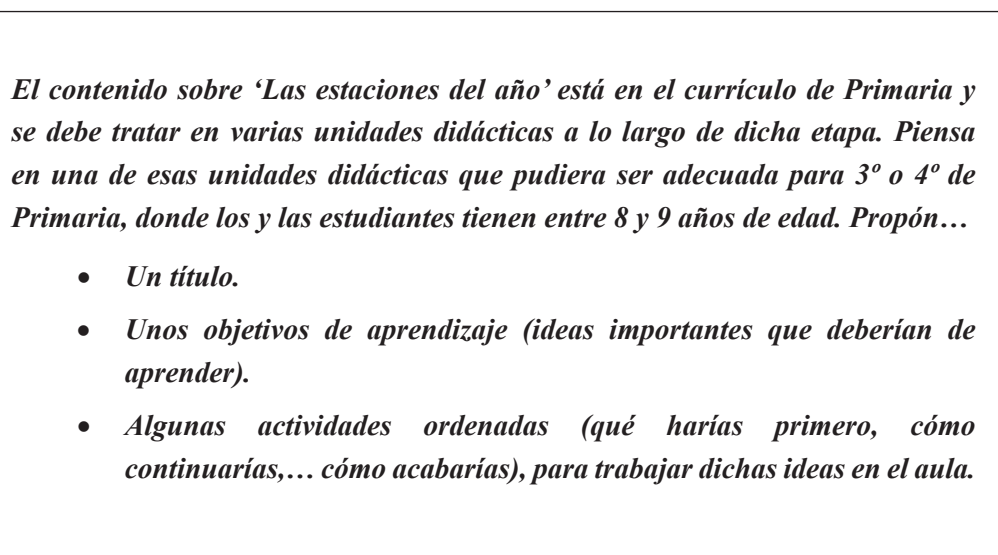 El contenido sobre ‘Las estaciones del año’ está en el currículo de Primaria y
se debe tratar en varias unidades didácticas a lo largo de dicha etapa. Piensa
en una de esas unidades didácticas que pudiera ser adecuada para 3º o 4º de
Primaria, donde los y las estudiantes tienen entre 8 y 9 años de edad. Propón…
• Un título.
• Unos objetivos de aprendizaje (ideas importantes que deberían de
aprender).
• Algunas actividades ordenadas (qué harías primero, cómo
continuarías,… cómo acabarías), para trabajar dichas ideas en el aula.